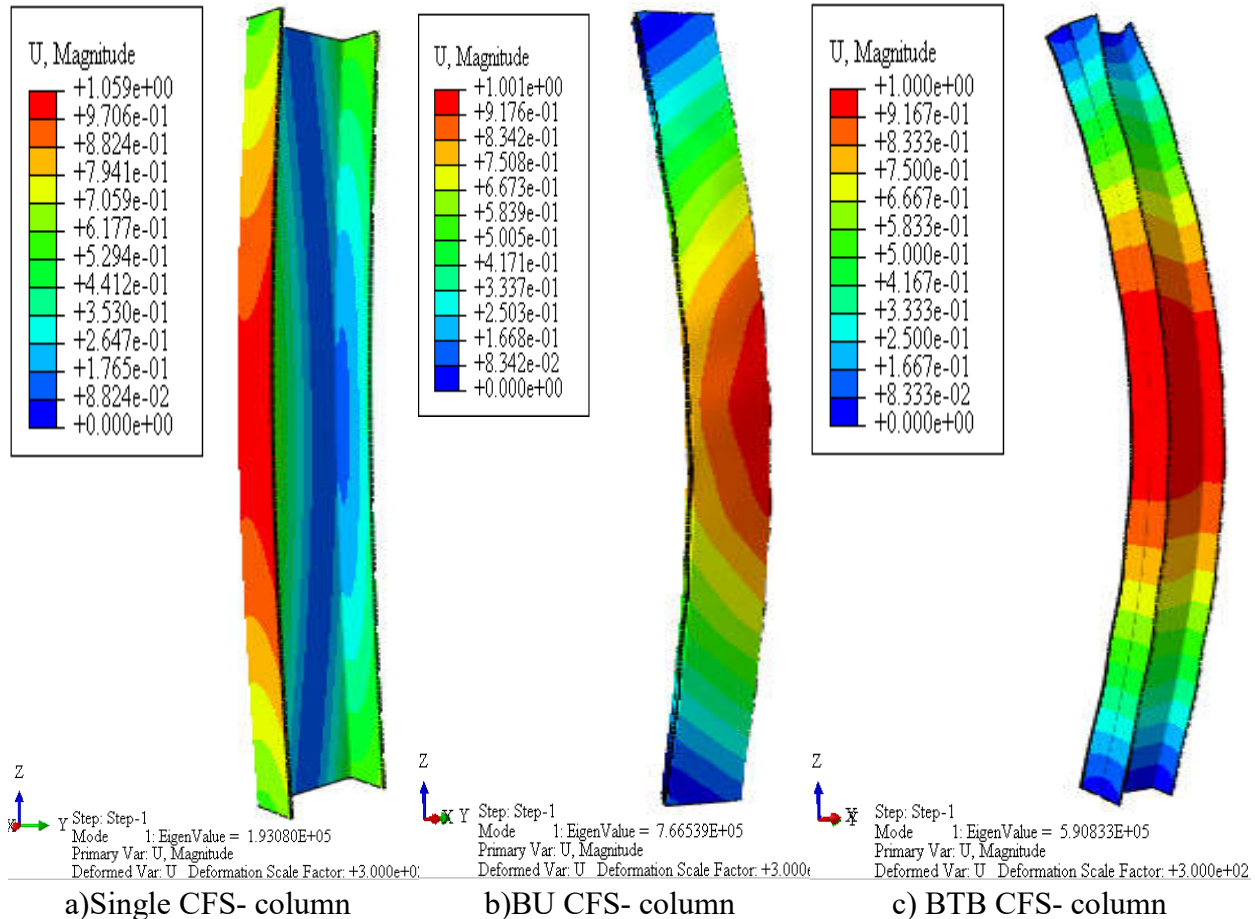 U, Magnitude
+1.059e+00
+9.706e-01
+8.824e-01
+7.941e-01
+7.059e-01
+6.177e-01
+5.294e-01
+4.412e-01
+3.530e-01
+2.647e-01
+1.765e-01
+8.824e-02
+0.000e+00
Z
X
Y
Step: Step-1
Mode 1: EigenValue = 1.93080E+05
Primary Var: U, Magnitude
Deformed Var: U Deformation Scale Factor: +3.000e+0
a)Single CFS- column
U, Magnitude
+1.001e+00
+9.176e-01
+8.342e-01
+7.508e-01
+6.673e-01
+5.839e-01
+5.005e-01
+4.171e-01
+3.337e-01
+2.503e-01
+1.668e-01
+8.342e-02
+0.000e+00
Z
X Y
Step: Step-1
Mode 1: EigenValue = 7.66539E+05
Primary Var: U, Magnitude
Deformed Var: U Deformation Scale Factor: +3.000e
b)BU CFS- column
U, Magnitude
+1.000e+00
+9.167e-01
+8.333e-01
+7.500e-01
+6.667e-01
+5.833e-01
+5.000e-01
+4.167e-01
+3.333e-01
+2.500e-01
+1.667e-01
+8.333e-02
+0.000e+00
Z
Step: Step-1
Mode 1: EigenValue = 5.90833E+05
Primary Var: U, Magnitude
Deformed Var: U Deformation Scale Factor: +3.000e+02
c) BTB CFS- column